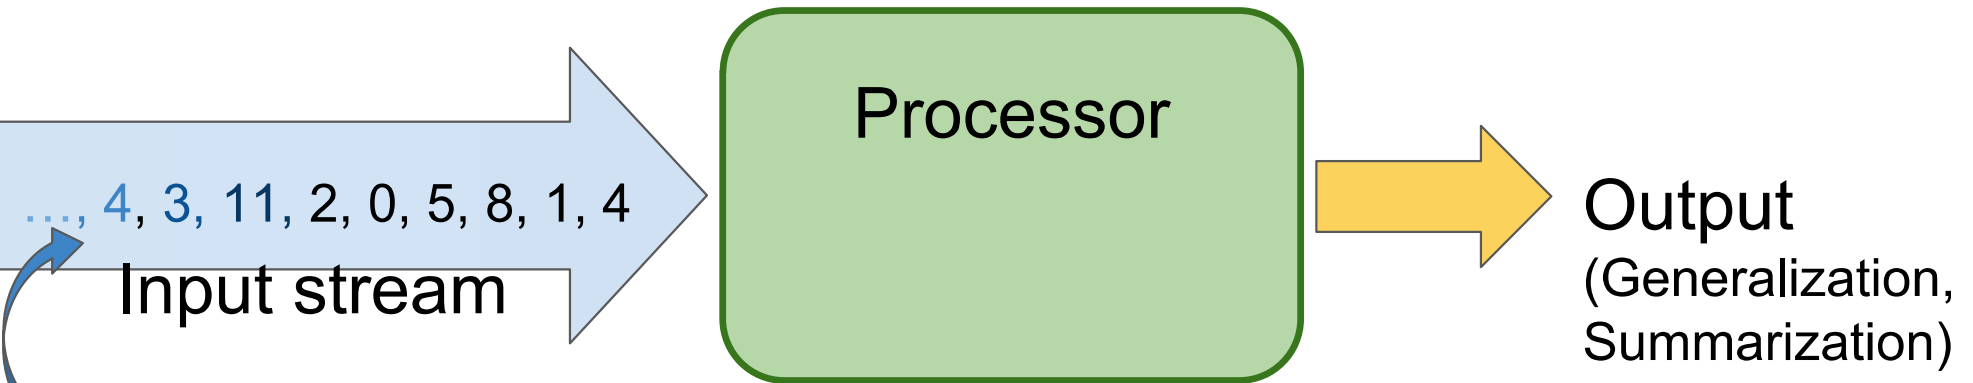 Processor
…, 4, 3, 11, 2, 0, 5, 8, 1, 4
Input stream
Output
(Generalization,
Summarization)